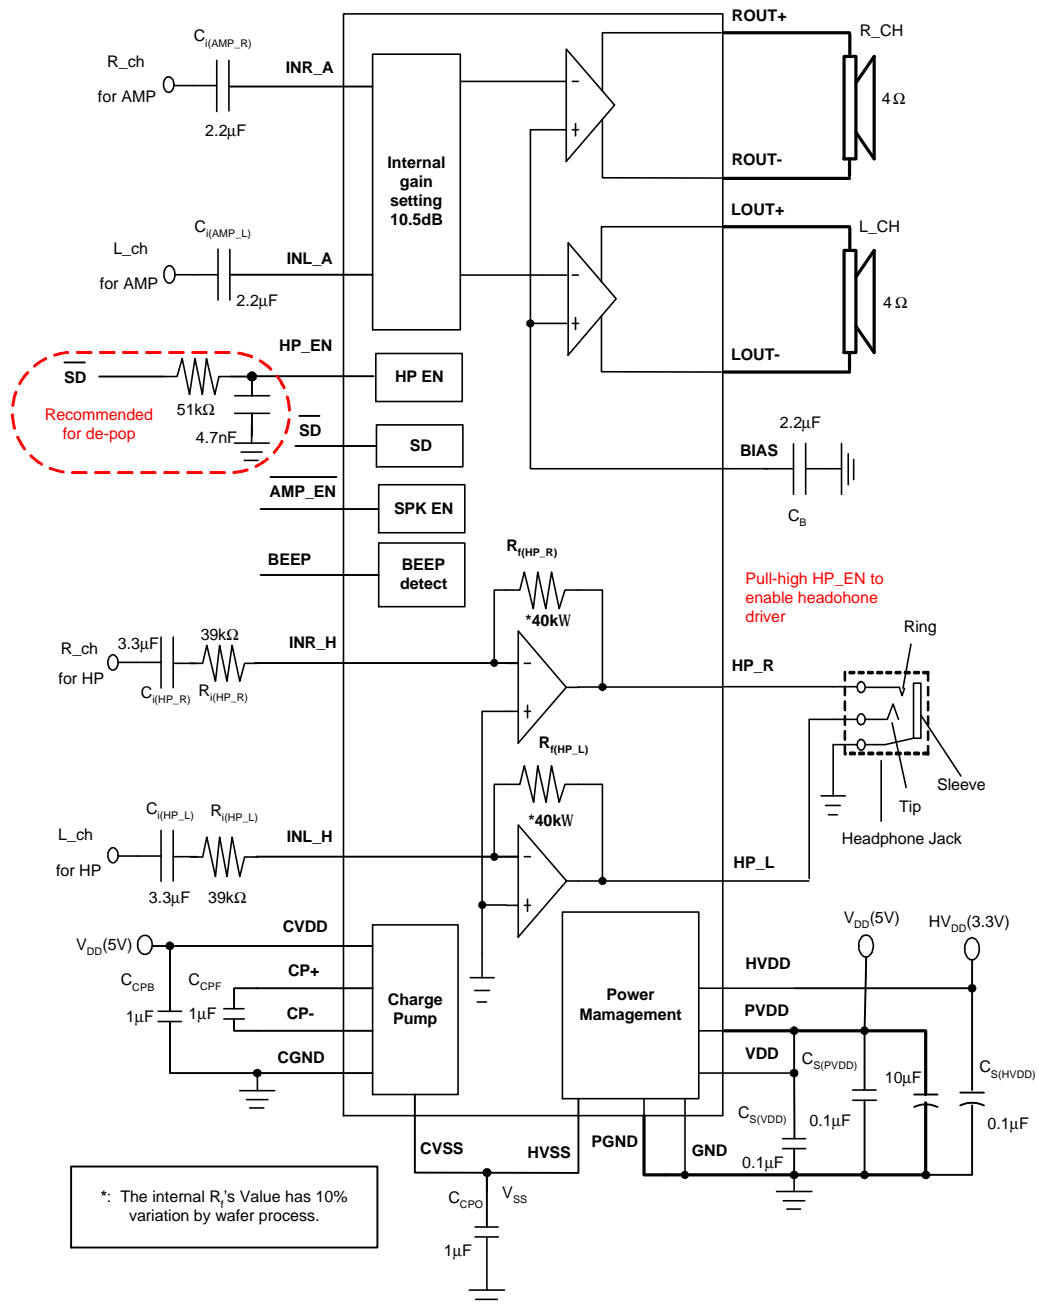 ROUT+
R_CH
Ci(AMP_R)
R_ch
for AMP
INR_A
2.2μF
4Ω
Internal
gain
setting
10.5dB
ROUT-
LOUT+
L_CH
Ci(AMP_L)
L_ch
for AMP
INL_A
2.2μF
4Ω
LOUT-
HP_EN
SD
HP EN
51kΩ
Recommended
for de-pop
4.7nF
SD
SD
2.2μF
BIAS
CB
AMP_EN
SPK EN
BEEP
BEEP
detect
Rf(HP_R)
*40kW
Pull-high HP_EN to
enable headohone
driver
R_ch
for HP
3.3μF
39kΩ
Ci(HP_R)
Ri(HP_R)
INR_H
HP_R
Ring
Rf(HP_L)
*40kW
Sleeve
Tip
Headphone Jack
L_ch
for HP
Ci(HP_L)
Ri(HP_L)
3.3μF
39kΩ
INL_H
HP_L
VDD(5V)
CVDD
CCPB
1μF
CCPF
1μF
CP+
CP-
CGND
Charge
Pump
Power
Mamagement
VDD(5V)
HVDD(3.3V)
HVDD
PVDD
VDD
CS(PVDD)
0.1μF
10μF
CS(HVDD)
0.1μF
CS(VDD)
0.1μF
CVSS
HVSS
PGND
GND
CCPO
VSS
1μF
*: The internal Rf's Value has 10%
variation by wafer process.